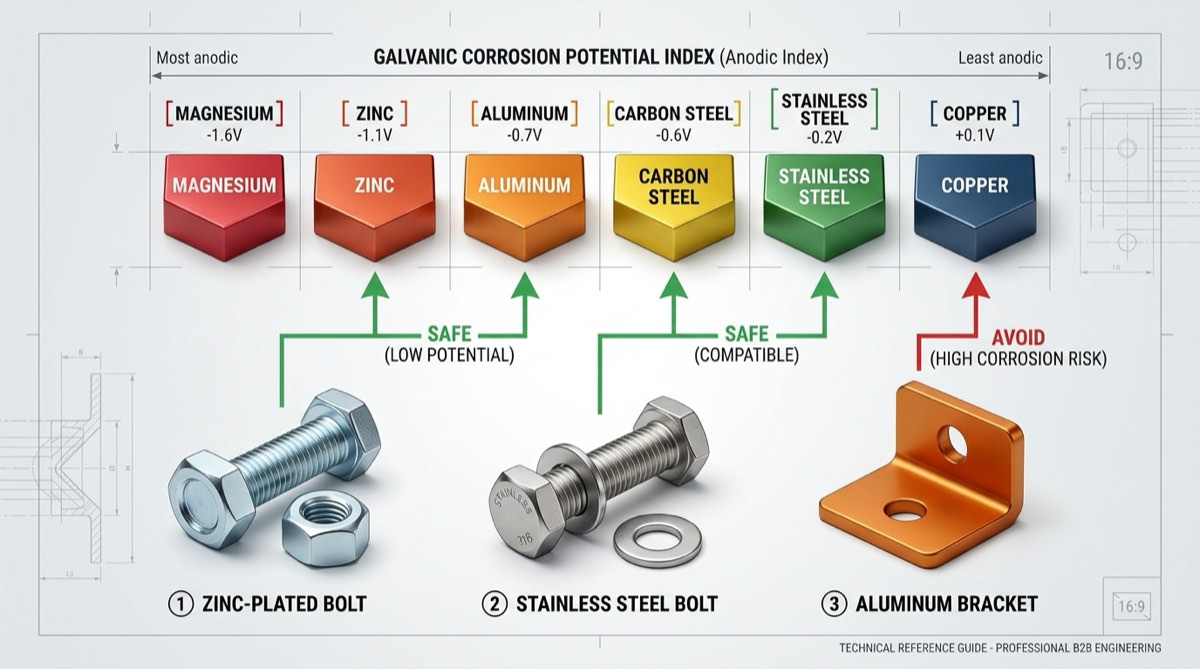 GALVANIC CORROSION POTENTIAL INDEX (Anodic Index)
Most anodic
Least anodic
16:9
[MAGNESIUM]
-1.6V
[ZINC]
-1.1V
[ALUMINUM]
-0.7V
[CARBON STEEL]
-0.6V
[STAINLESS
STEEL]
-0.2V
[COPPER]
+0.1V
MAGNESIUM
ZINC
ALUMINUM
CARBON
STEEL
STAINLESS
STEEL
COPPER
SAFE
(LOW POTENTIAL)
SAFE
(COMPATIBLE)
AVOID
(HIGH CORROSION RISK)
STAINLESS
316
1 ZINC-PLATED BOLT
2 STAINLESS STEEL BOLT
3 ALUMINUM BRACKET
16:9
TECHNICAL REFERENCE GUIDE - PROFESSIONAL B2B ENGINEERING